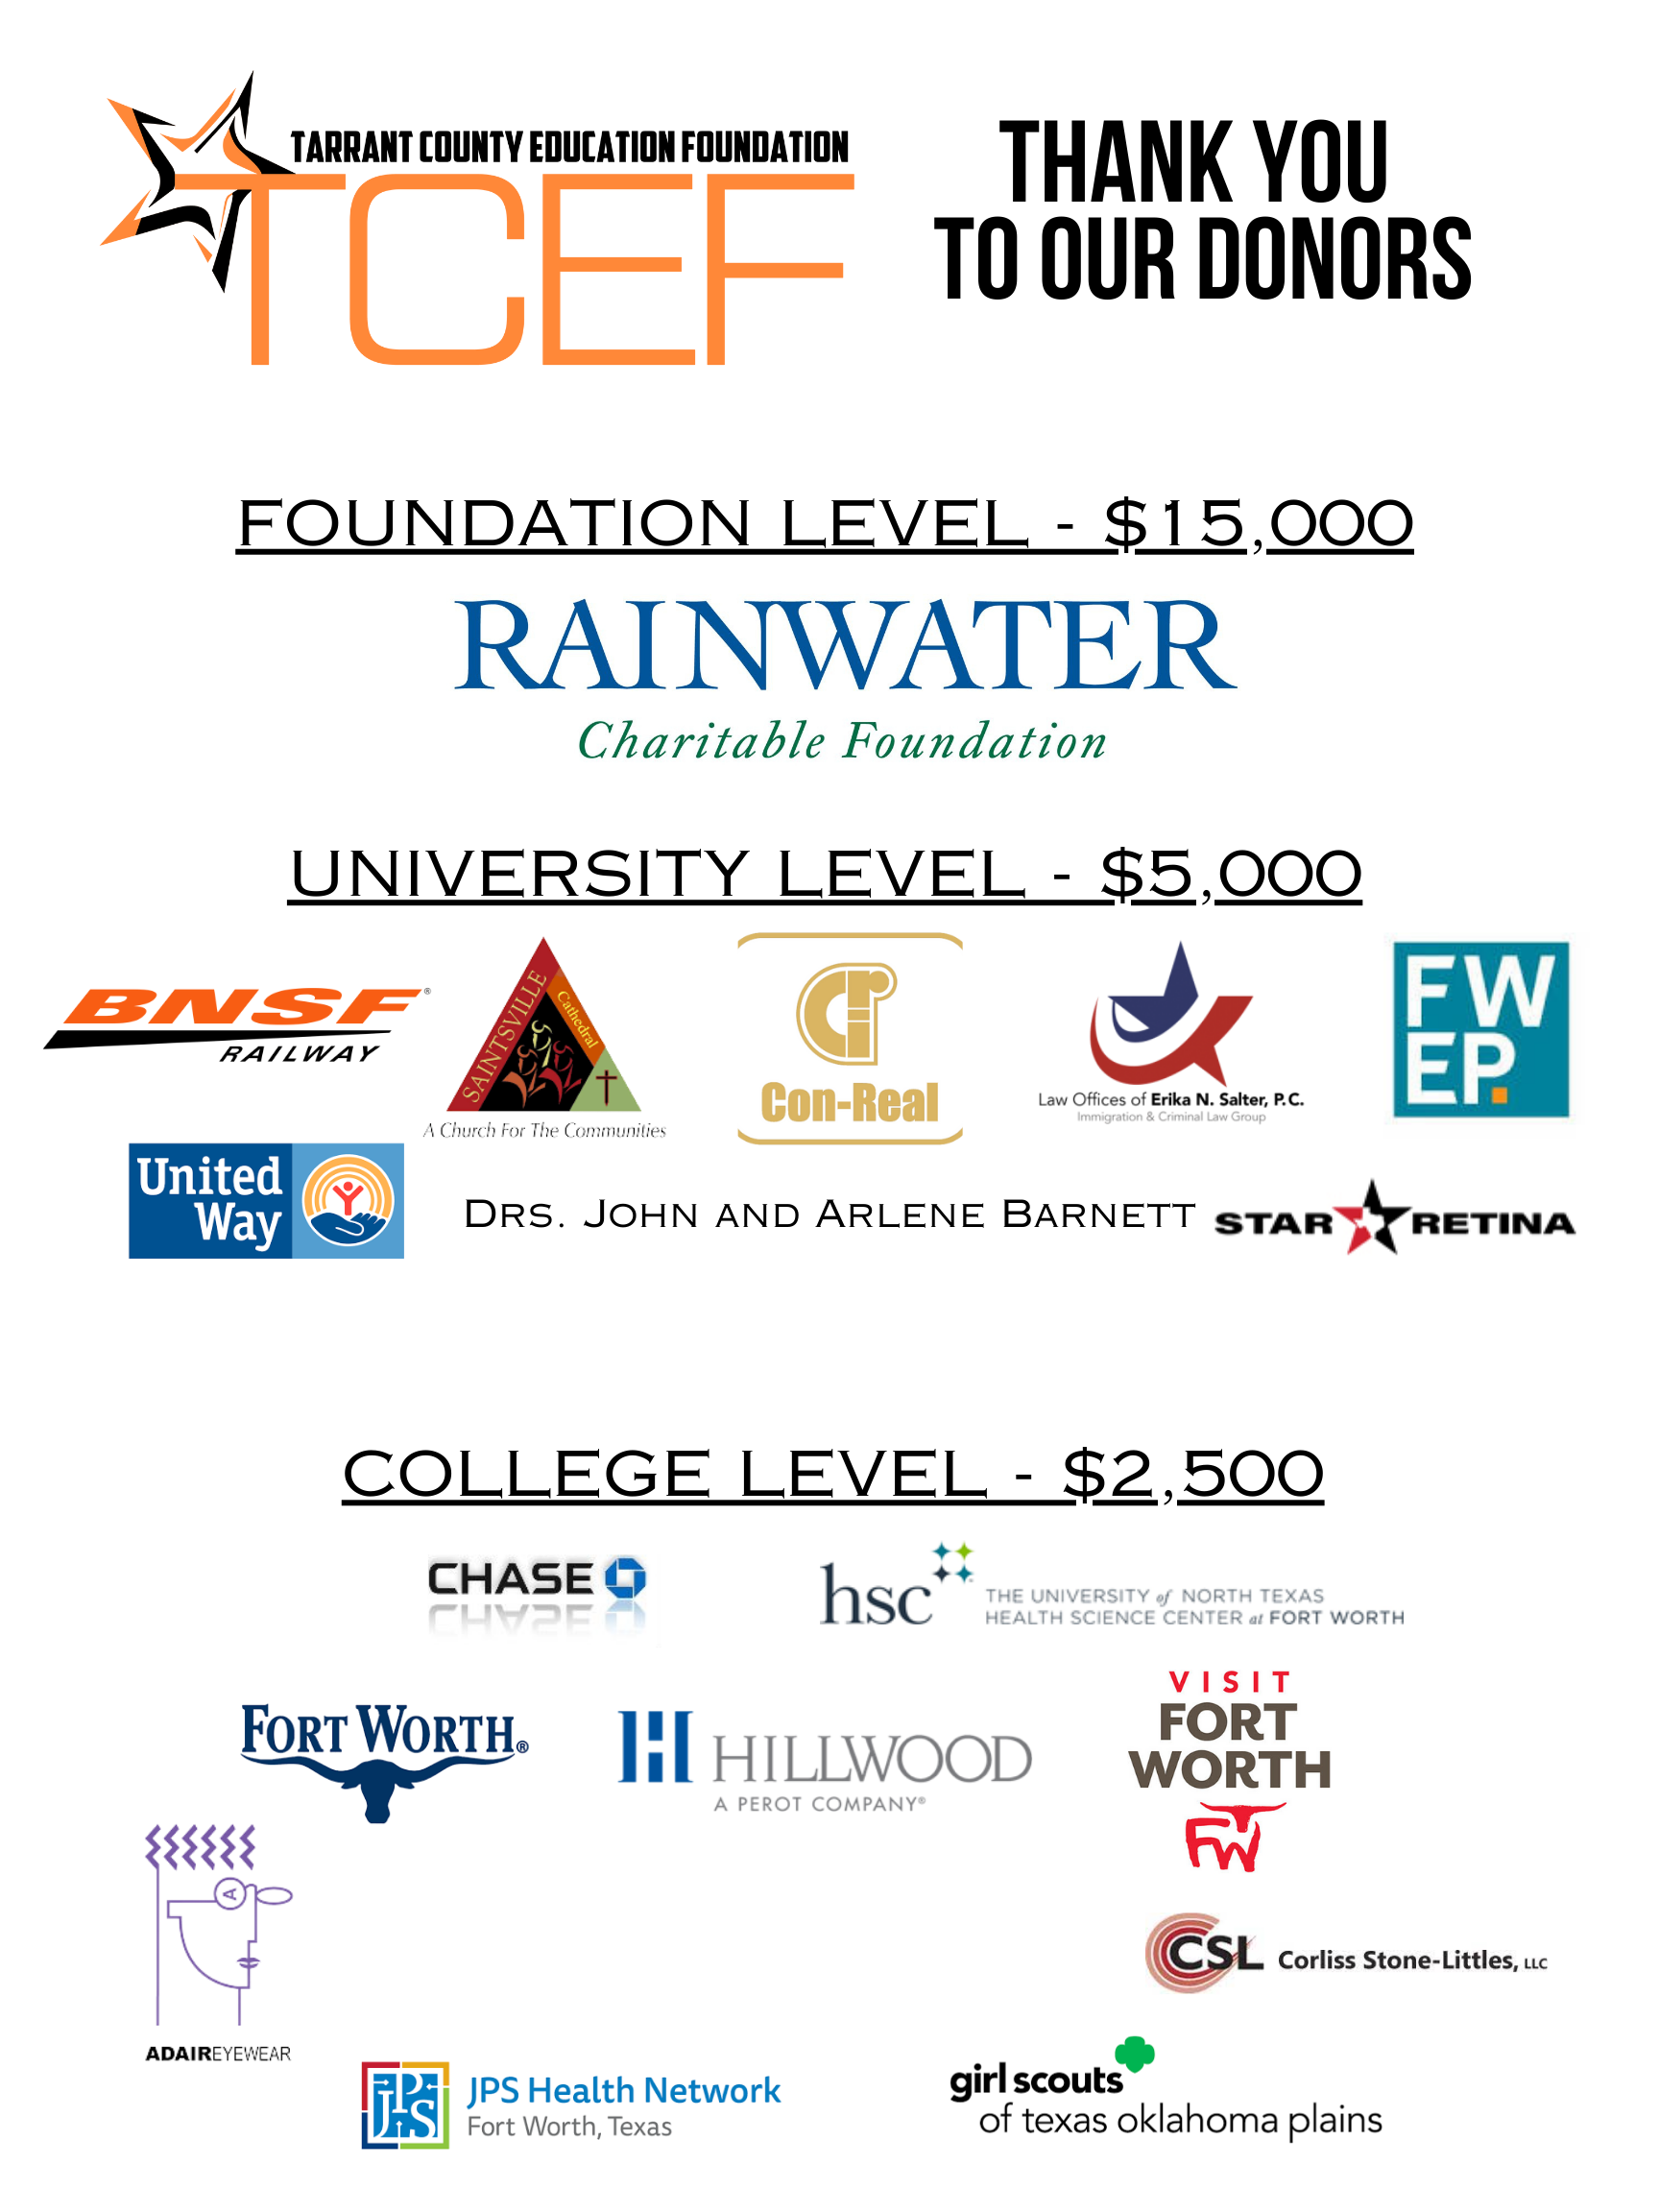 TARRANT COUNTY EDUCATION FOUNDATION
TCEF
THANK YOU
TO OUR DONORS
FOUNDATION LEVEL - $15,000
RAINWATER
Charitable Foundation
UNIVERSITY LEVEL - $5,000
BNSF®
RAILWAY
SAINTSVILLE
Cathedral
A Church For The Communities
Cr
Con-Real
Law Offices of Erika N. Salter, P.C.
Immigration & Criminal Law Group
FW
EP.
United
Way
DRS. JOHN AND ARLENE BARNETT
STAR RETINA
COLLEGE LEVEL - $2,500
CHASE
hsc
THE UNIVERSITY of NORTH TEXAS
HEALTH SCIENCE CENTER at FORT WORTH
FORT WORTH®
HILLWOOD
A PEROT COMPANY®
VISIT
FORT
WORTH
FW
A
ADAIREYEWEAR
CSL Corliss Stone-Littles, LLC
JPS
JPS Health Network
Fort Worth, Texas
girl scouts
of texas oklahoma plains